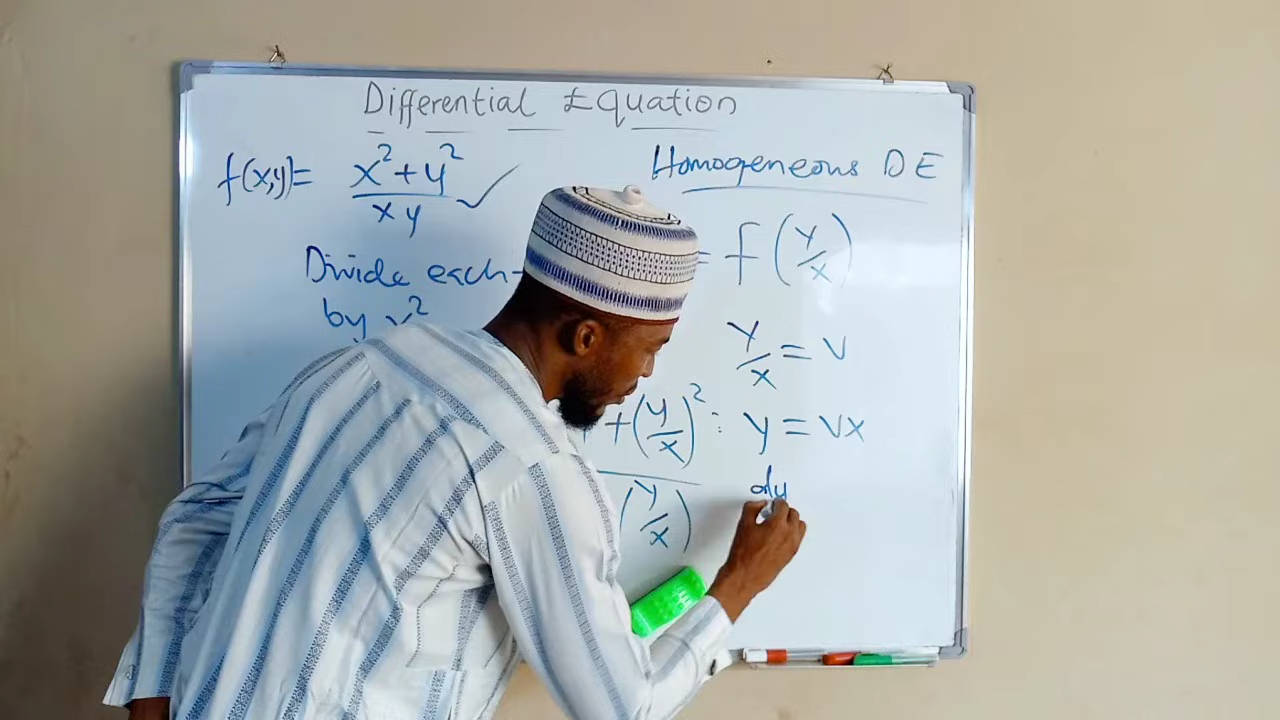 Differential Equation
f(x,y)= x²+y² / xy ✓
Divide each
by x²
+(y/x)²
(y/x)
Homogeneous DE
= f(y/x)
y/x = v
∴ y = vx
dy